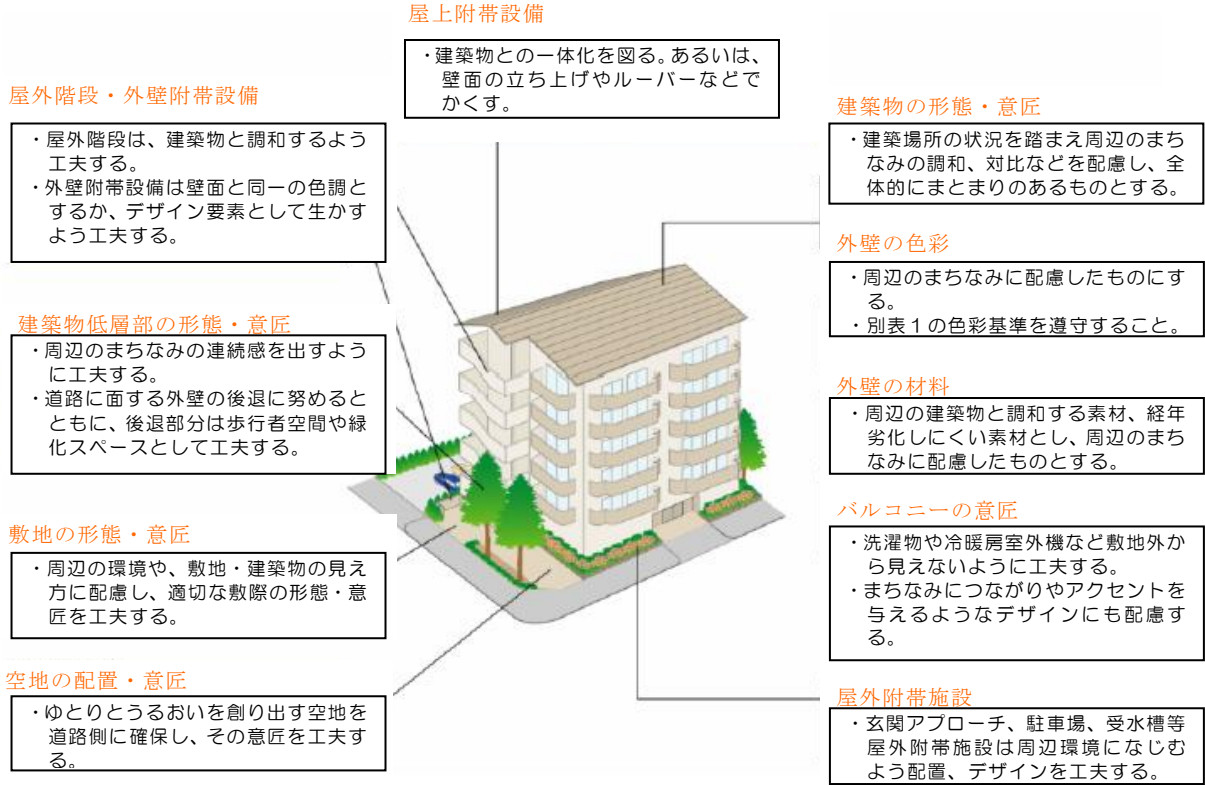 屋上附帯設備
・建築物との一体化を図る。あるいは、
壁面の立ち上げやルーバーなどで
かくす。
屋外階段・外壁附帯設備
・屋外階段は、建築物と調和するよう
工夫する。
・外壁附帯設備は壁面と同一の色調と
するか、デザイン要素として生かす
よう工夫する。
建築物低層部の形態・意匠
・周辺のまちなみの連続感を出すよう
に工夫する。
・道路に面する外壁の後退に努めると
ともに、後退部分は歩行者空間や緑
化スペースとして工夫する。
敷地の形態・意匠
・周辺の環境や、敷地・建築物の見え
方に配慮し、適切な敷際の形態・意
匠を工夫する。
空地の配置・意匠
・ゆとりとうるおいを創り出す空地を
道路側に確保し、その意匠を工夫す
る。
建築物の形態・意匠
・建築場所の状況を踏まえ周辺のまち
なみの調和、対比などを配慮し、全
体的にまとまりのあるものとする。
外壁の色彩
・周辺のまちなみに配慮したものにす
る。
・別表１の色彩基準を遵守すること。
外壁の材料
・周辺の建築物と調和する素材、経年
劣化しにくい素材とし、周辺のまち
なみに配慮したものとする。
バルコニーの意匠
・洗濯物や冷暖房室外機など敷地外か
ら見えないように工夫する。
・まちなみにつながりやアクセントを
与えるようなデザインにも配慮す
る。
屋外附帯施設
・玄関アプローチ、駐車場、受水槽等
屋外附帯施設は周辺環境になじむ
よう配置、デザインを工夫する。